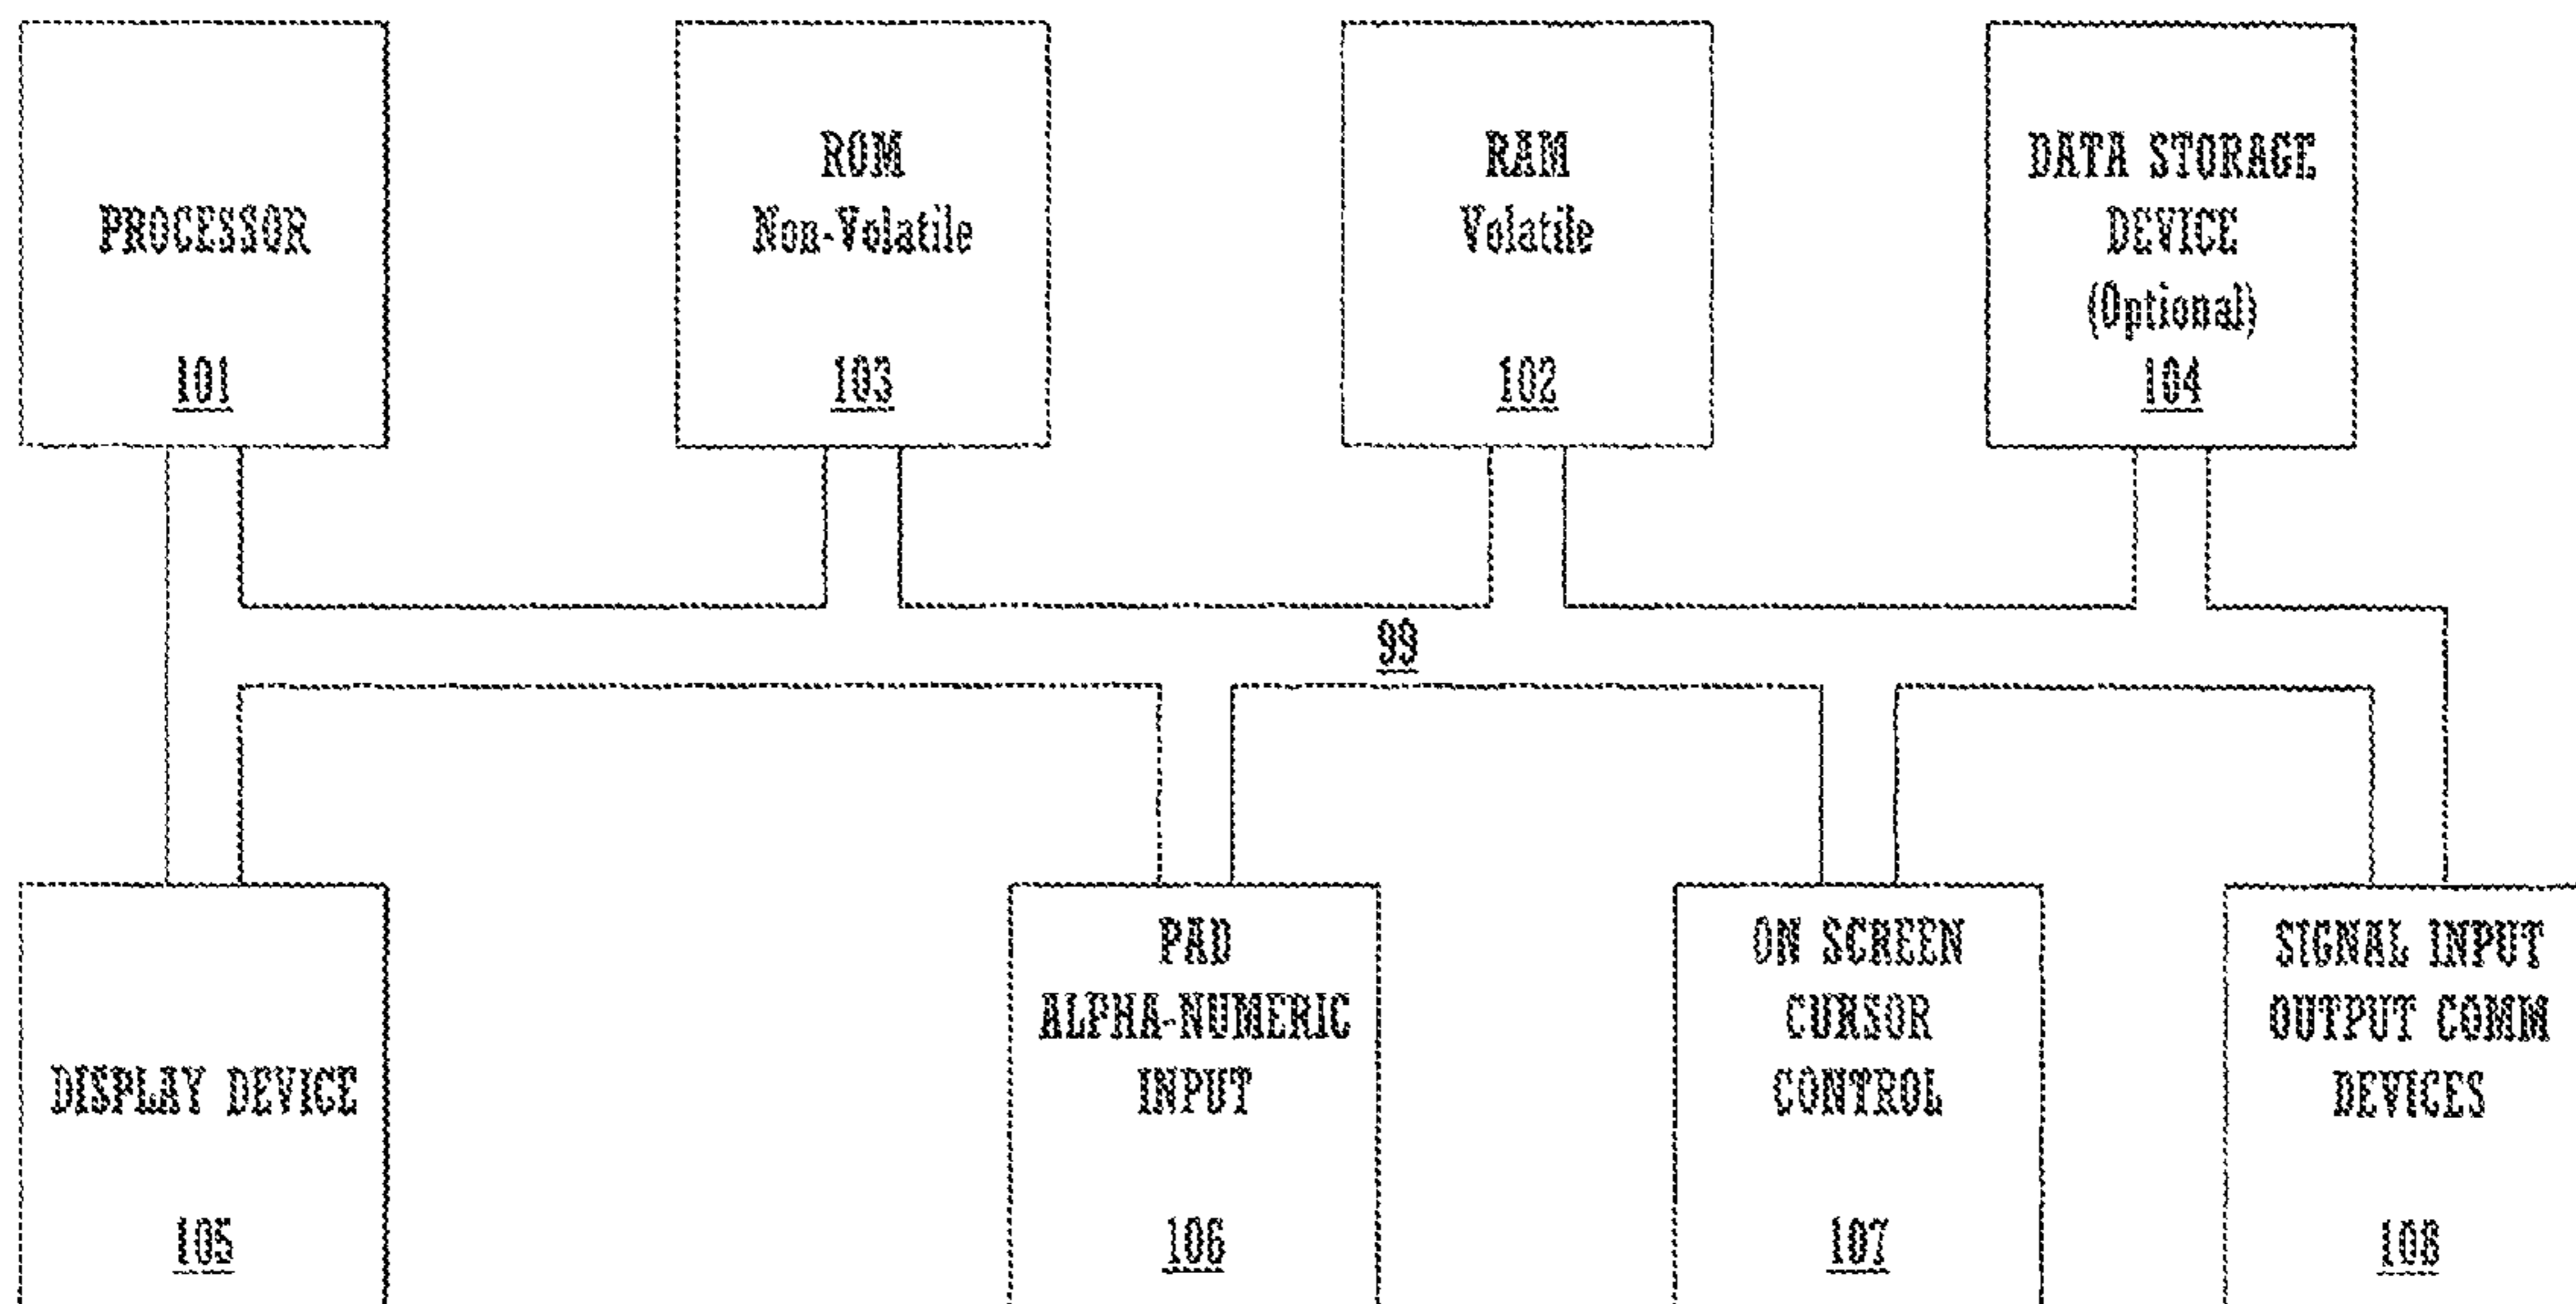 PROCESSOR
101
ROM
Non-Volatile
103
RAM
Volatile
102
DATA STORAGE
DEVICE
(Optional)
104
99
DISPLAY DEVICE
105
PAD
ALPHA-NUMERIC
INPUT
106
ON SCREEN
CURSOR
CONTROL
107
SIGNAL INPUT
OUTPUT COMM
DEVICES
108